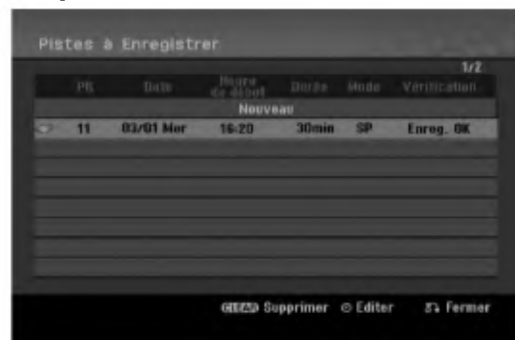 Pistes à Enregistrer
1/2
PR Date Heure de début Durée Mode Vérification
Nouveau
11 03/01 Mer 16:20 30min SP Enreg. OK
CLEAR Supprimer Editer Fermer